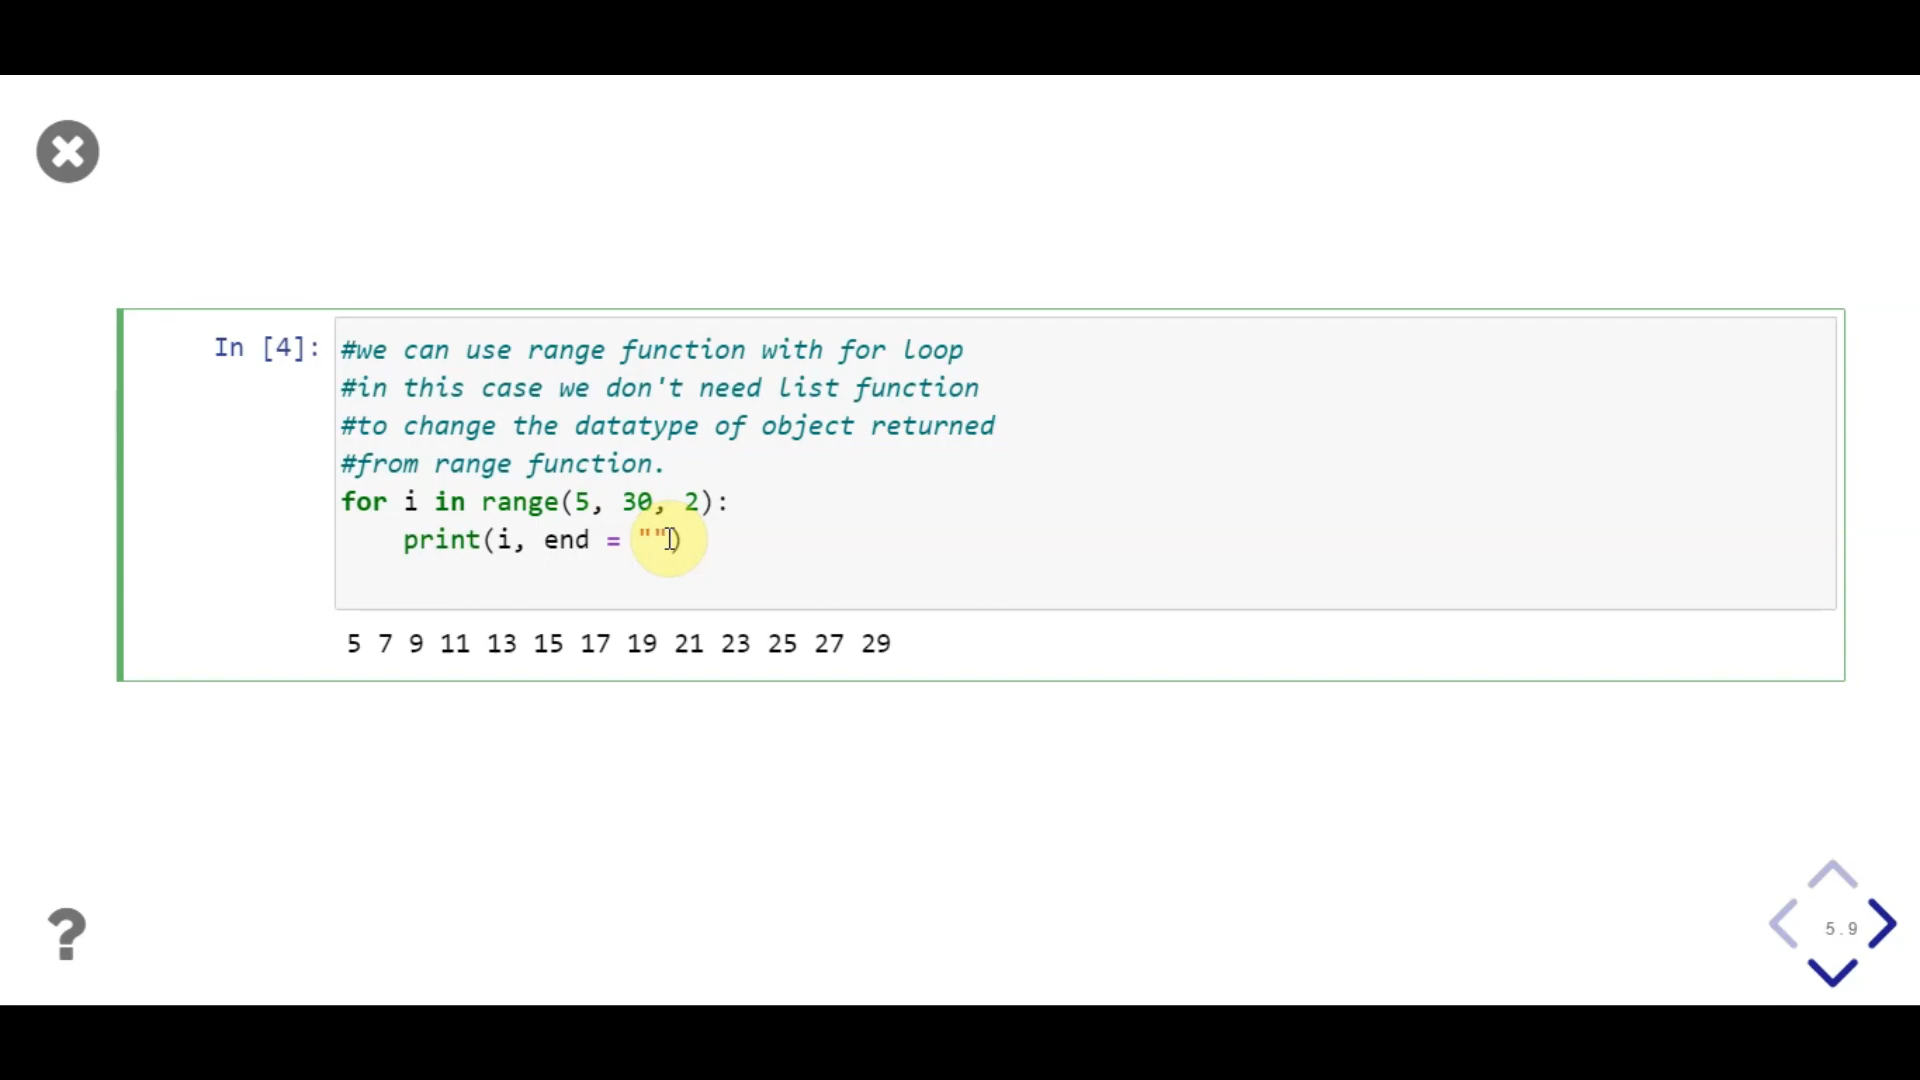 In [4]:
#we can use range function with for loop
#in this case we don't need list function
#to change the datatype of object returned
#from range function.
for i in range(5, 30, 2):
    print(i, end = "")
5 7 9 11 13 15 17 19 21 23 25 27 29
?
5.9